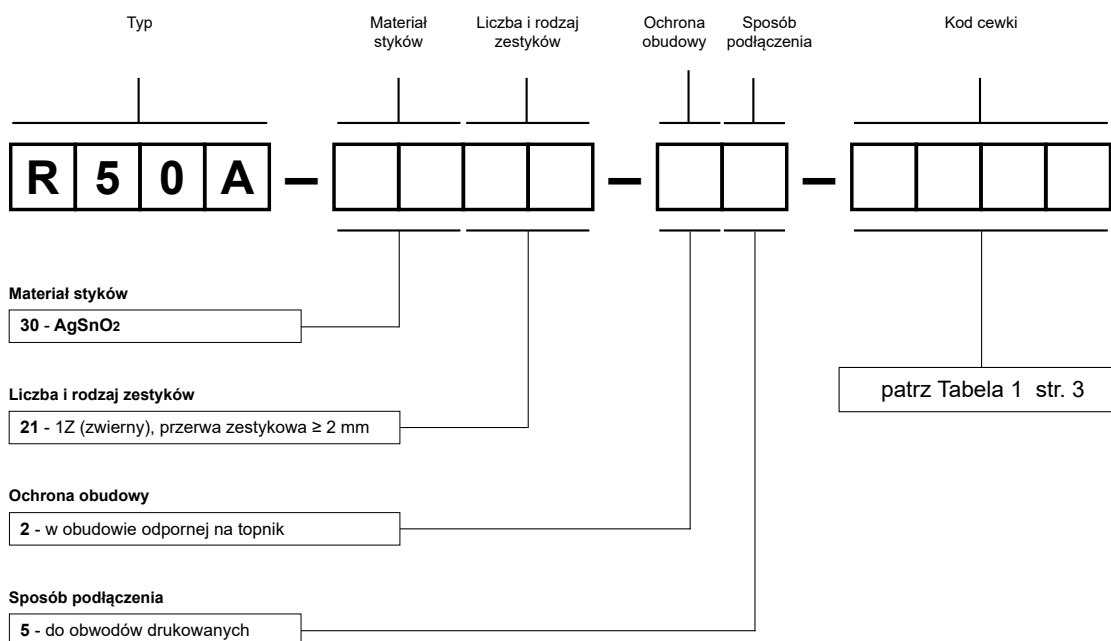 Typ
Materiał
styków
Liczba i rodzaj
zestyków
Ochrona
obudowy
Sposób
podłączenia
Kod cewki
R 5 0 A – – –
Materiał styków
30 - AgSnO2
Liczba i rodzaj zestyków
21 - 1Z (zwierny), przerwa zestykowa ≥ 2 mm
patrz Tabela 1 str. 3
Ochrona obudowy
2 - w obudowie odpornej na topnik
Sposób podłączenia
5 - do obwodów drukowanych